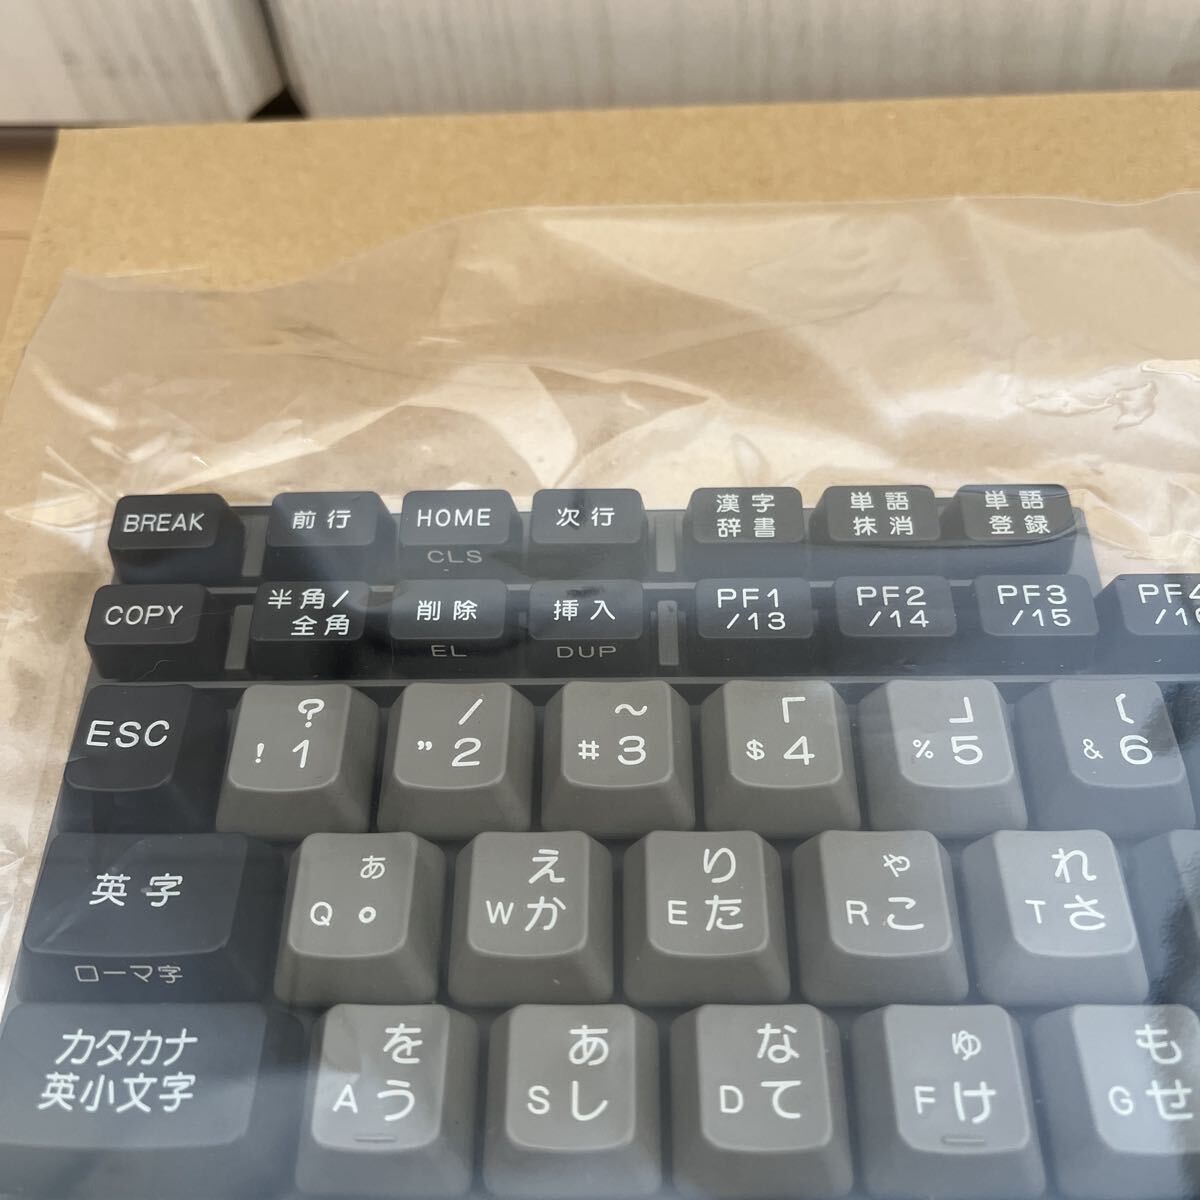 BREAK
前行
HOME
CLS
次行
漢字
辞書
単語
抹消
単語
登録
COPY
半角/
全角
削除
EL
挿入
DUP
PF1
/13
PF2
/14
PF3
/15
PF4
ESC
?
! 1
/
" 2
~
# 3
「
$ 4
」
% 5
[
& 6
英字
ローマ字
あ
Q 。
え
W か
り
E た
ゃ
R こ
れ
T さ
カタカナ
英小文字
を
A う
あ
S し
な
D て
ゅ
F け
も
G せ